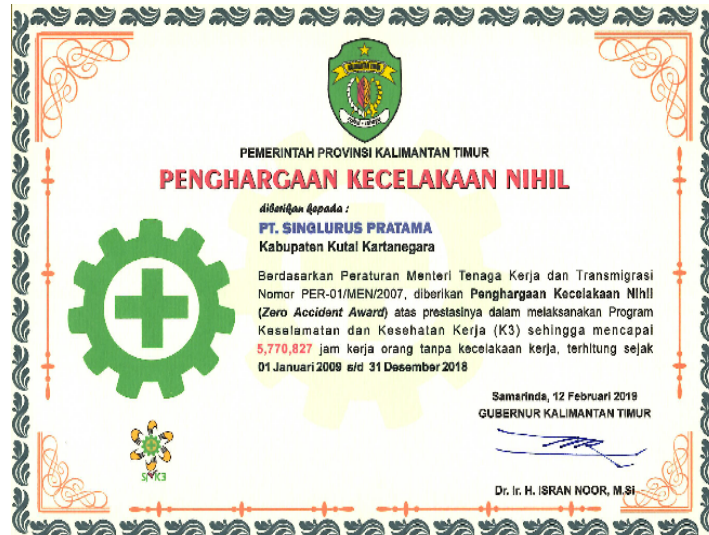 PEMERINTAH PROVINSI KALIMANTAN TIMUR
PENGHARGAAN KECELAKAAN NIHIL
diberikan kepada :
PT. SINGLURUS PRATAMA
Kabupaten Kutai Kartanegara
Berdasarkan Peraturan Menteri Tenaga Kerja dan Transmigrasi
Nomor PER-01/MEN/2007, diberikan Penghargaan Kecelakaan Nihil
(Zero Accident Award) atas prestasinya dalam melaksanakan Program
Keselamatan dan Kesehatan Kerja (K3) sehingga mencapai
5,770,827 jam kerja orang tanpa kecelakaan kerja, terhitung sejak
01 Januari 2009 s/d 31 Desember 2018
Samarinda, 12 Februari 2019
GUBERNUR KALIMANTAN TIMUR
Dr. Ir. H. ISRAN NOOR, M.Si